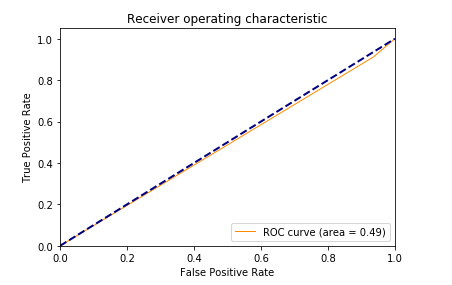 Receiver operating characteristic
1.0
0.8
0.6
0.4
0.2
0.0
True Positive Rate
ROC curve (area = 0.49)
0.0 0.2 0.4 0.6 0.8 1.0
False Positive Rate